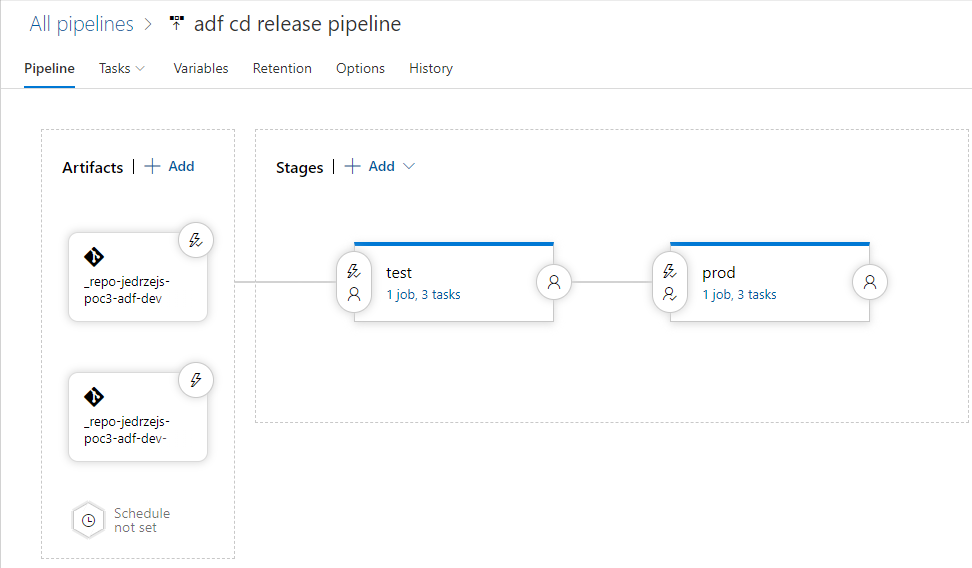 All pipelines > adf cd release pipeline
Pipeline Tasks Variables Retention Options History
Artifacts | + Add
Stages | + Add
_repo-jedrzejs-
poc3-adf-dev
test
1 job, 3 tasks
prod
1 job, 3 tasks
_repo-jedrzejs-
poc3-adf-dev-
Schedule
not set